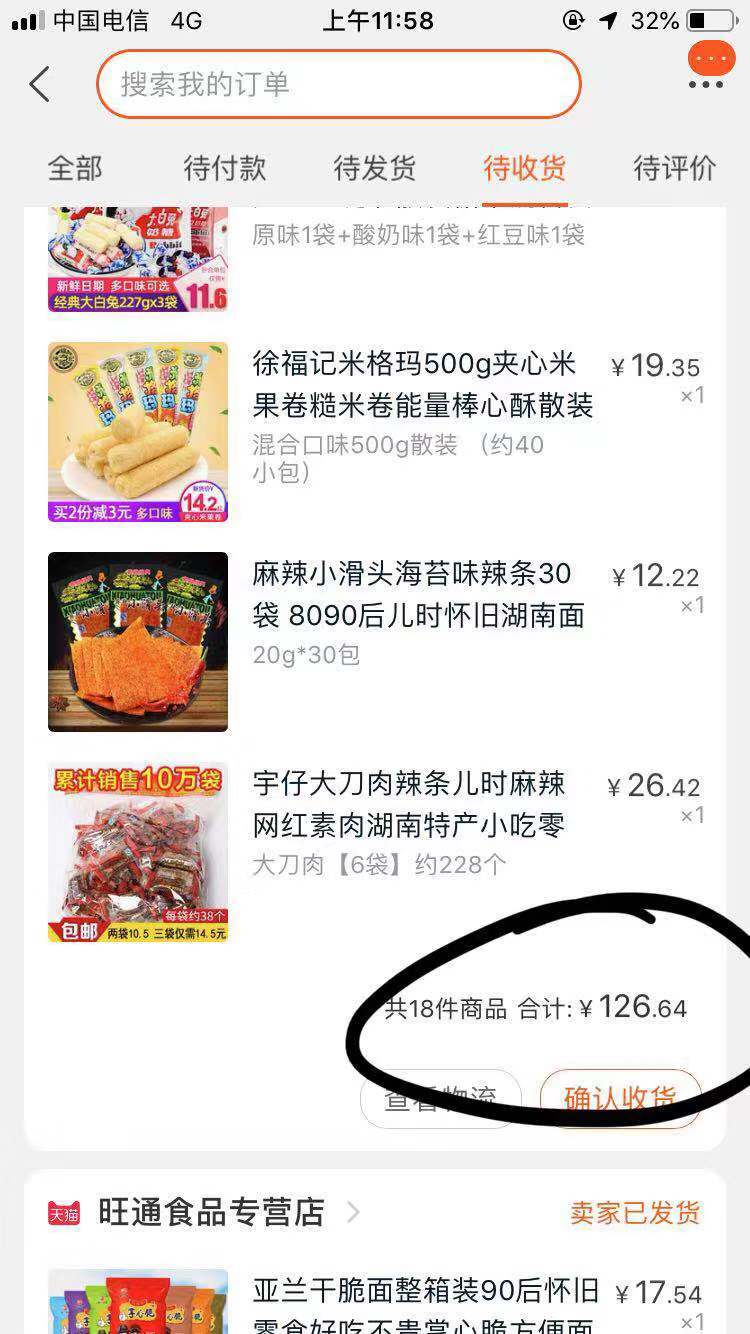 中国电信 4G 上午11:58 32%
搜索我的订单
全部 待付款 待发货 待收货 待评价
原味1袋+酸奶味1袋+红豆味1袋
大白兔
奶糖
新鲜日期 多口味可选
经典大白兔227gx3袋
11.6
徐福记米格玛500g夹心米 ¥19.35
果卷糙米卷能量棒心酥散装 ×1
混合口味500g散装 (约40
小包)
14.2起
买2份减3元 多口味
夹心米果卷
麻辣小滑头海苔味辣条30 ¥12.22
袋 8090后儿时怀旧湖南面 ×1
20g*30包
XIAOHUATOU
累计销售10万袋
宇仔大刀肉辣条儿时麻辣 ¥26.42
网红素肉湖南特产小吃零 ×1
大刀肉【6袋】约228个
每袋约38个
包邮 两袋10.5 三袋仅需14.5元
共18件商品 合计:¥126.64
查看物流 确认收货
天猫 旺通食品专营店 卖家已发货
亚兰干脆面整箱装90后怀旧 ¥17.54
零食好吃不贵掌心脆方便面 ×1